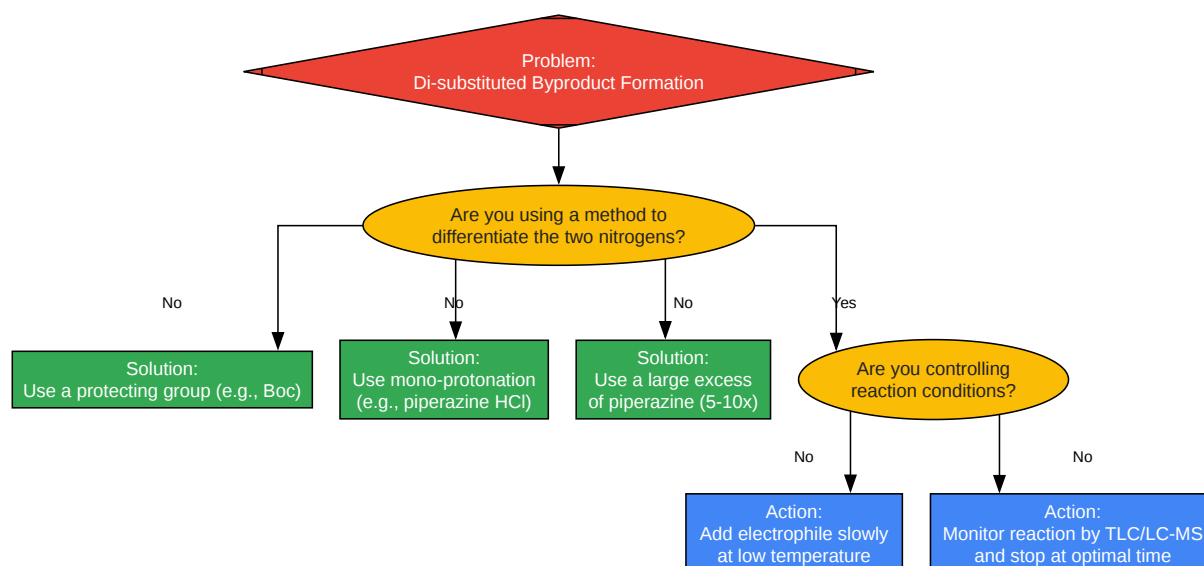 Problem:
Di-substituted Byproduct Formation
Are you using a method to
differentiate the two nitrogens?
No
No
No
Yes
Solution:
Use a protecting group (e.g., Boc)
Solution:
Use mono-protonation
(e.g., piperazine HCl)
Solution:
Use a large excess
of piperazine (5-10x)
Are you controlling
reaction conditions?
No
No
Action:
Add electrophile slowly
at low temperature
Action:
Monitor reaction by TLC/LC-MS
and stop at optimal time